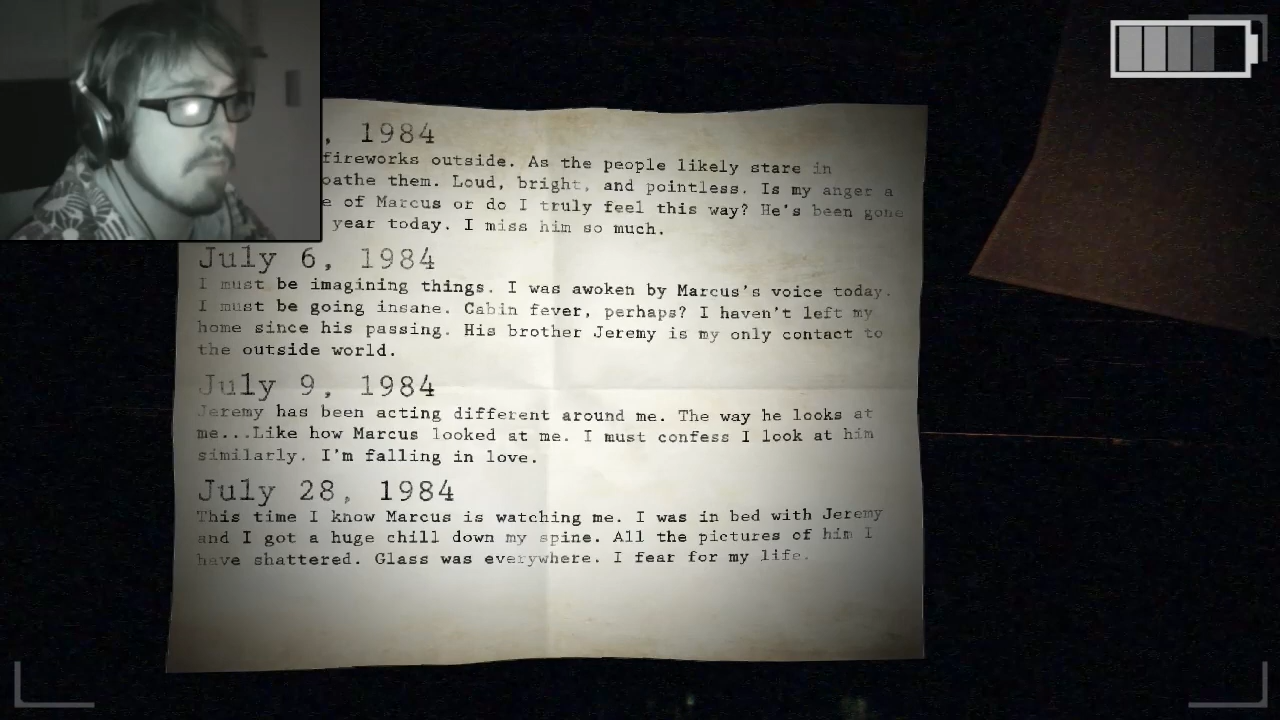 , 1984
fireworks outside. As the people likely stare in
them. Loud, bright, and pointless. Is my anger a
of Marcus or do I truly feel this way? He's been gone
year today. I miss him so much.
July 6, 1984
I must be imagining things. I was awoken by Marcus's voice today.
I must be going insane. Cabin fever, perhaps? I haven't left my
home since his passing. His brother Jeremy is my only contact to
the outside world.
July 9, 1984
Jeremy has been acting different around me. The way he looks at
me...Like how Marcus looked at me. I must confess I look at him
similarly. I'm falling in love.
July 28, 1984
This time I know Marcus is watching me. I was in bed with Jeremy
and I got a huge chill down my spine. All the pictures of him I
have shattered. Glass was everywhere. I fear for my life.